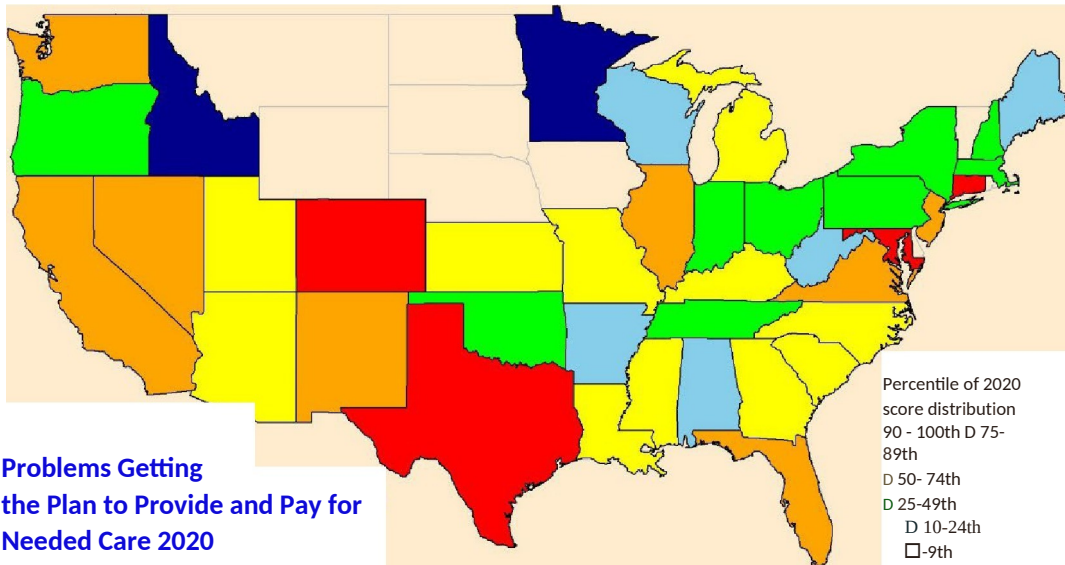 Problems Getting
the Plan to Provide and Pay for
Needed Care 2020
Percentile of 2020
score distribution
90 - 100th D 75-
89th
D 50- 74th
D 25-49th
D 10-24th
□-9th